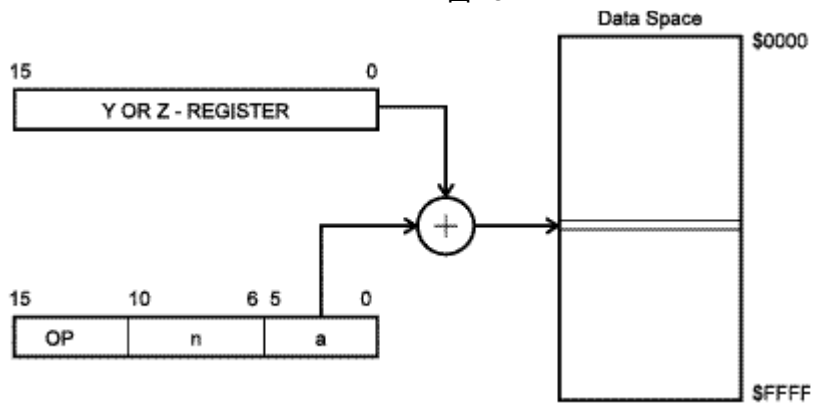 Data Space
$0000
15 0
Y OR Z - REGISTER
+
15 10 6 5 0
OP n a
$FFFF